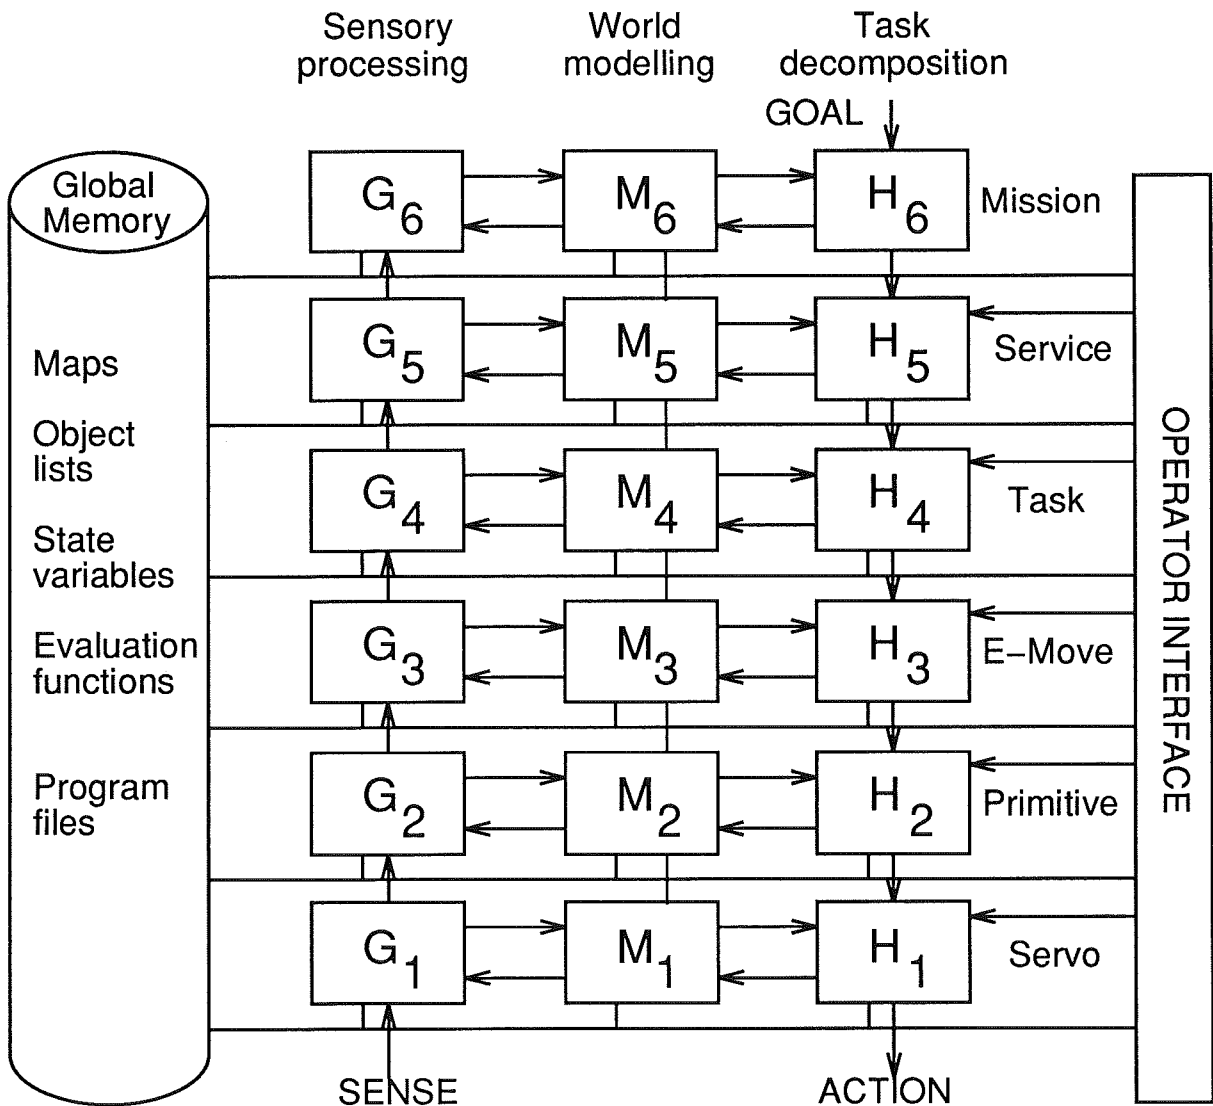 Sensory
processing
World
modelling
Task
decomposition
GOAL
Global
Memory
G6
M6
H6
Mission
G5
M5
H5
Service
Maps
Object
lists
G4
M4
H4
Task
State
variables
G3
M3
H3
E-Move
Evaluation
functions
G2
M2
H2
Primitive
Program
files
G1
M1
H1
Servo
SENSE
ACTION
OPERATOR INTERFACE